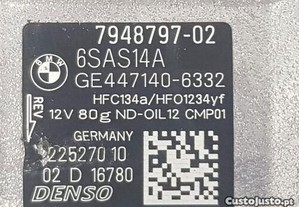 BMW
7948797-02
6SAS14A
GE447140-6332
HFC134a/HFO1234yf
12V 80g ND-OIL12 CMP01
REV
GERMANY
22527010
02 D 16780
DENSO
CustoJusto.pt